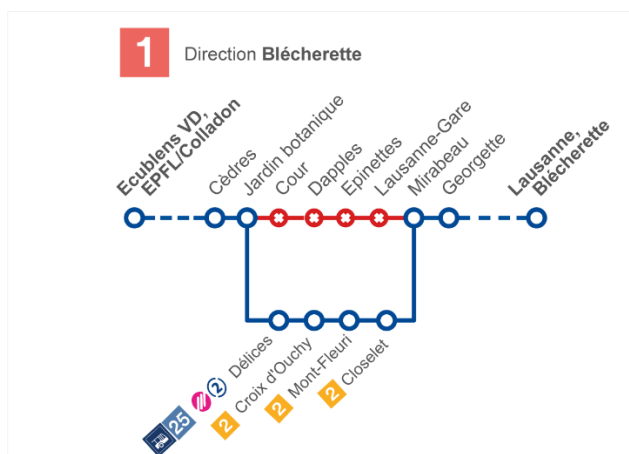 1 Direction Blécherette
Ecublens VD,
EPFL/Colladon
Cèdres
Jardin botanique
Cour
Dapples
Epinettes
Lausanne-Gare
Mirabeau
Georgette
Lausanne,
Blécherette
25 2 Délices
2 Croix d'Ouchy
2 Mont-Fleuri
2 Closelet